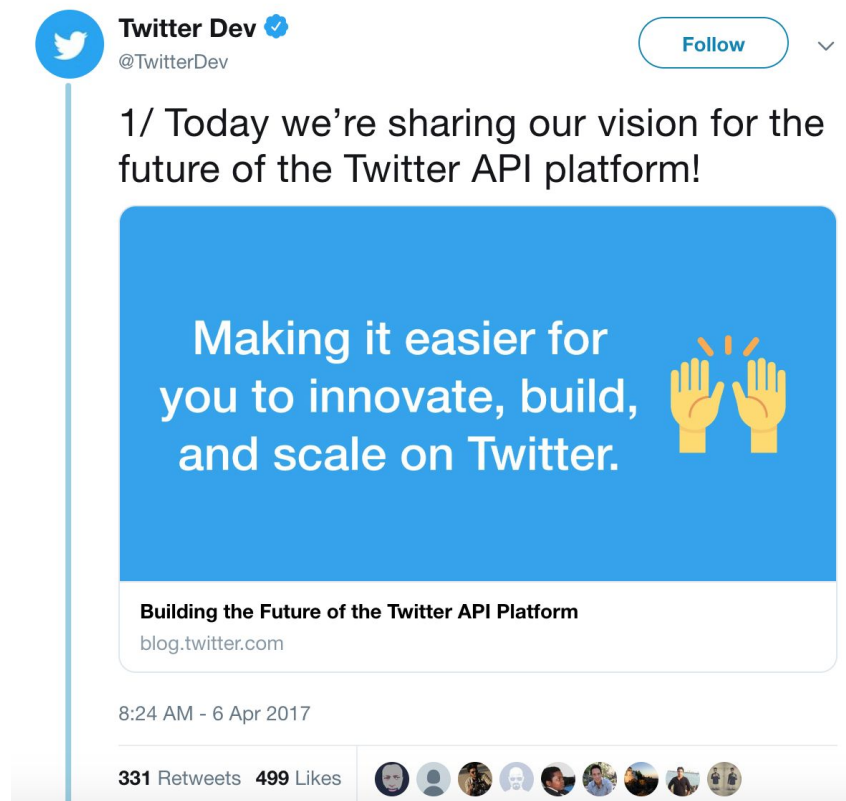 Twitter Dev
@TwitterDev
Follow
1/ Today we’re sharing our vision for the
future of the Twitter API platform!
Making it easier for
you to innovate, build,
and scale on Twitter.
Building the Future of the Twitter API Platform
blog.twitter.com
8:24 AM - 6 Apr 2017
331 Retweets 499 Likes